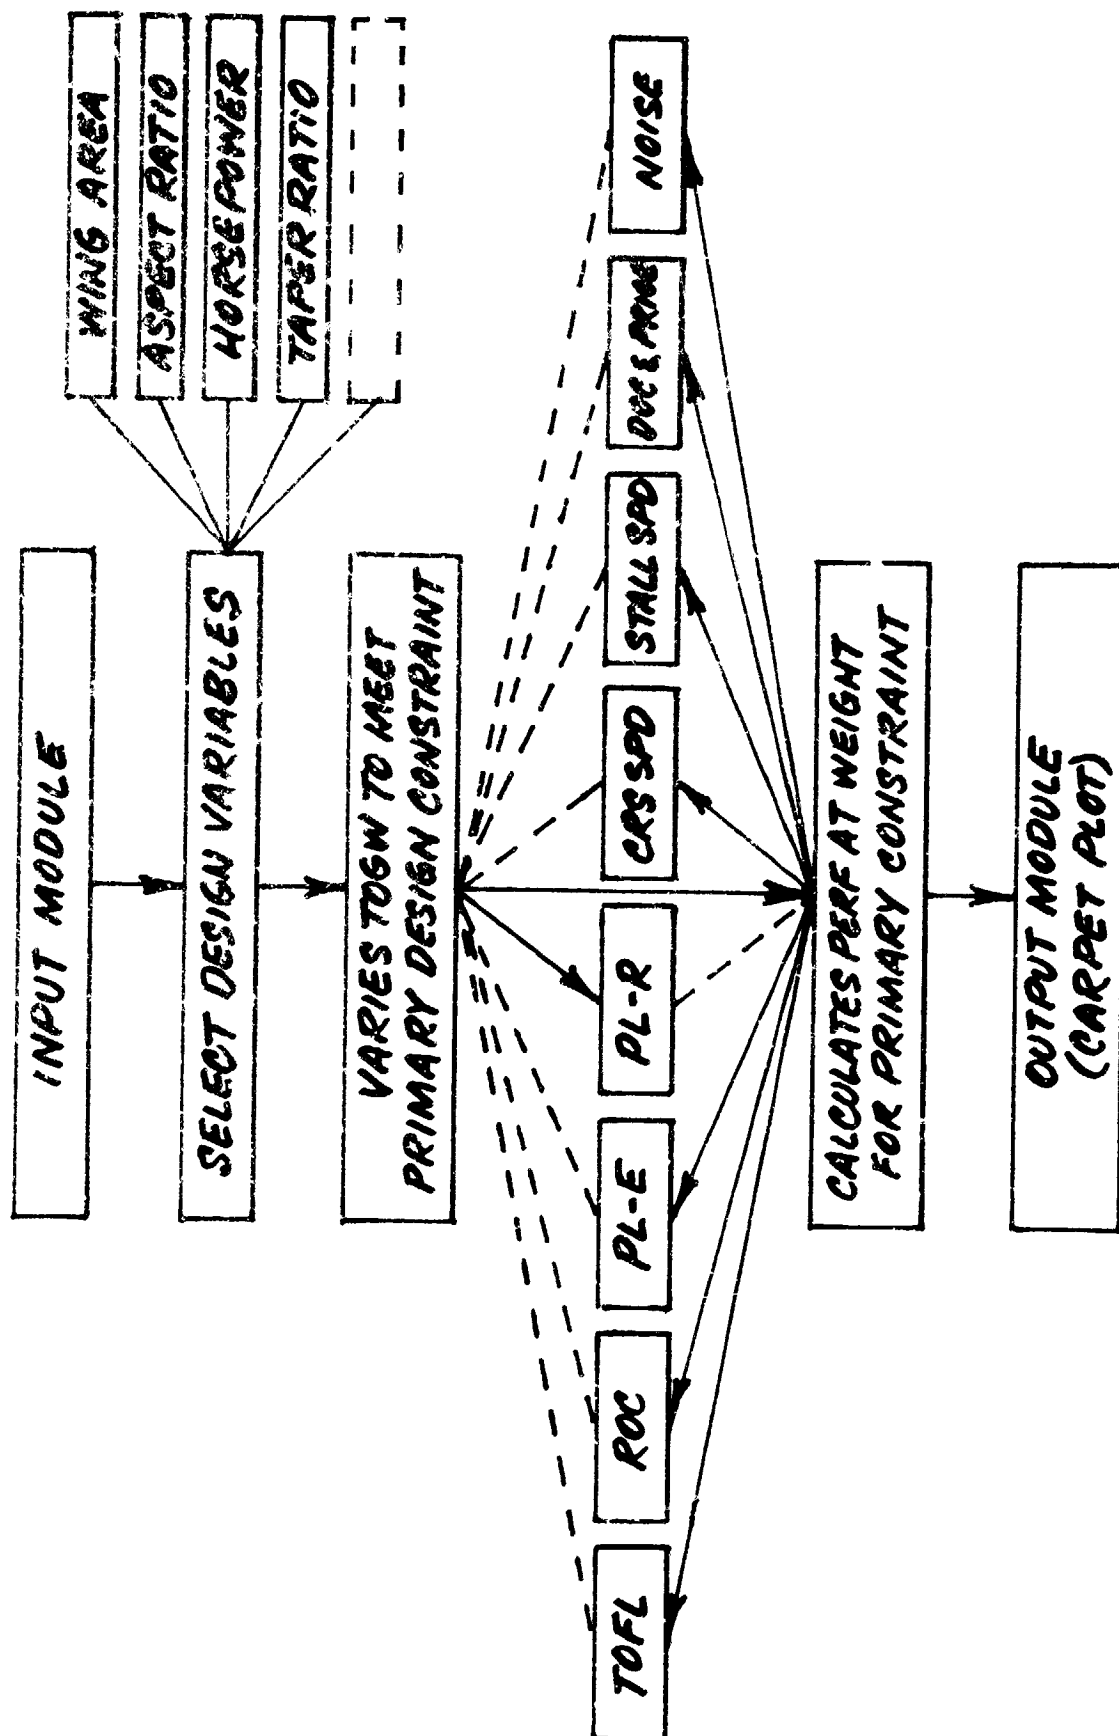 INPUT MODULE
SELECT DESIGN VARIABLES
WING AREA
ASPECT RATIO
HORSEPOWER
TAPER RATIO
VARIES TOGW TO MEET
PRIMARY DESIGN CONSTRAINT
TOFL
ROC
PL-E
PL-R
CRS SPD
STALL SPD
DOC & PRICE
NOISE
CALCULATES PERF AT WEIGHT
FOR PRIMARY CONSTRAINT
OUTPUT MODULE
(CARPET PLOT)